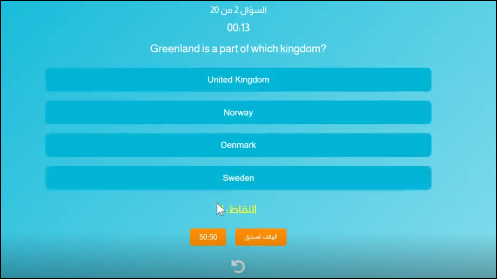 السؤال 2 من 20
00:13
Greenland is a part of which kingdom?
United Kingdom
Norway
Denmark
Sweden
النقاط:
50:50
الهاتف لصديق